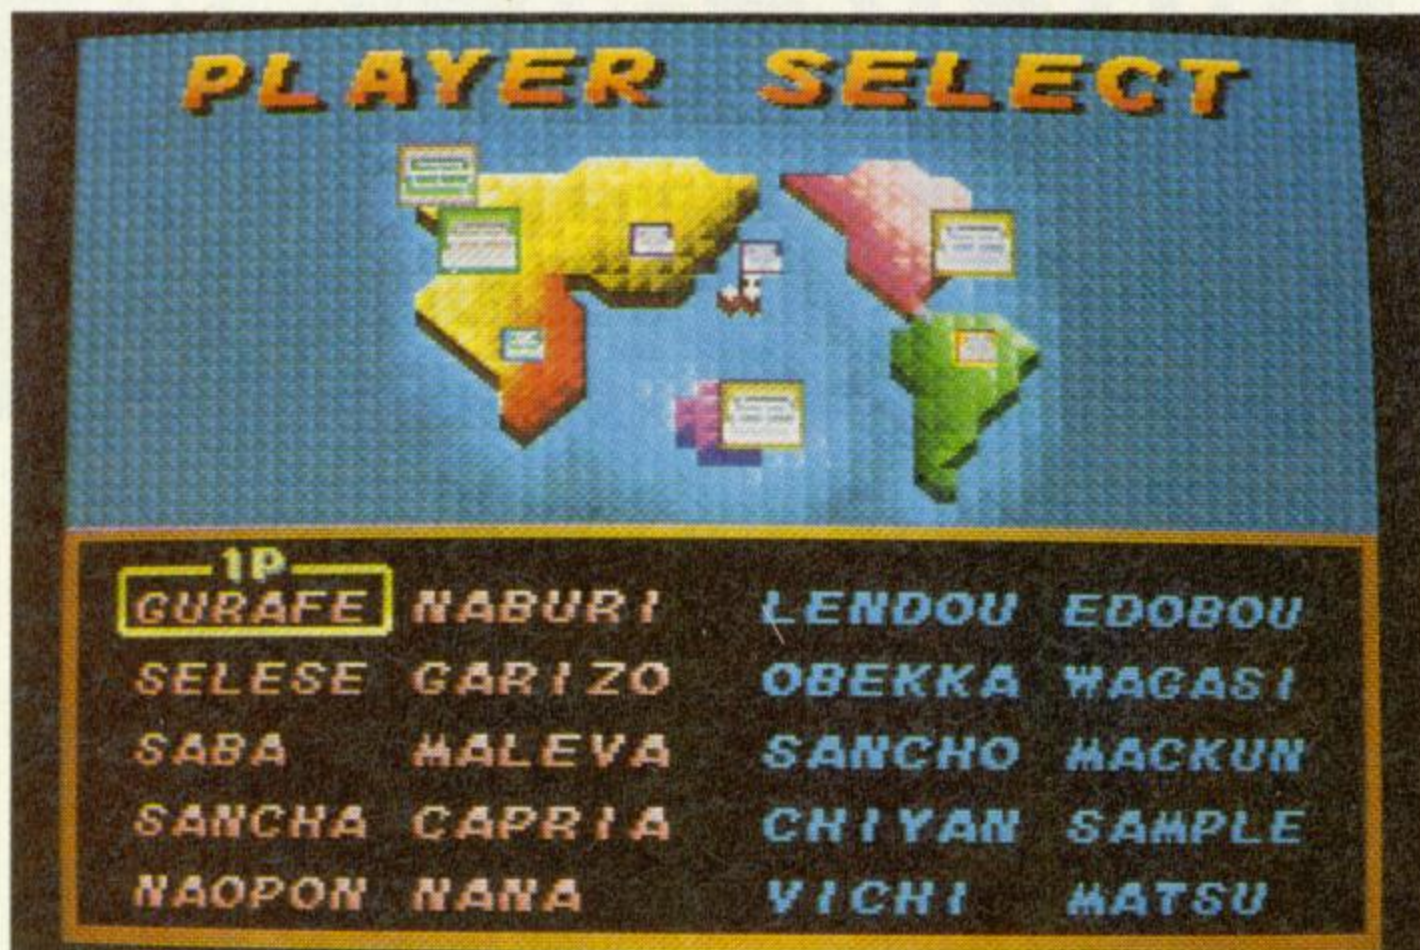 PLAYER SELECT
1P
GURAFE NABURI LENDOU EDOBOU
SELESE GARIZO OBEKKA WAGASI
SABA MALEVA SANCHO MACKUN
SANCHA CAPRIA CHIYAN SAMPLE
NAOPON NANA VICHI MATSU